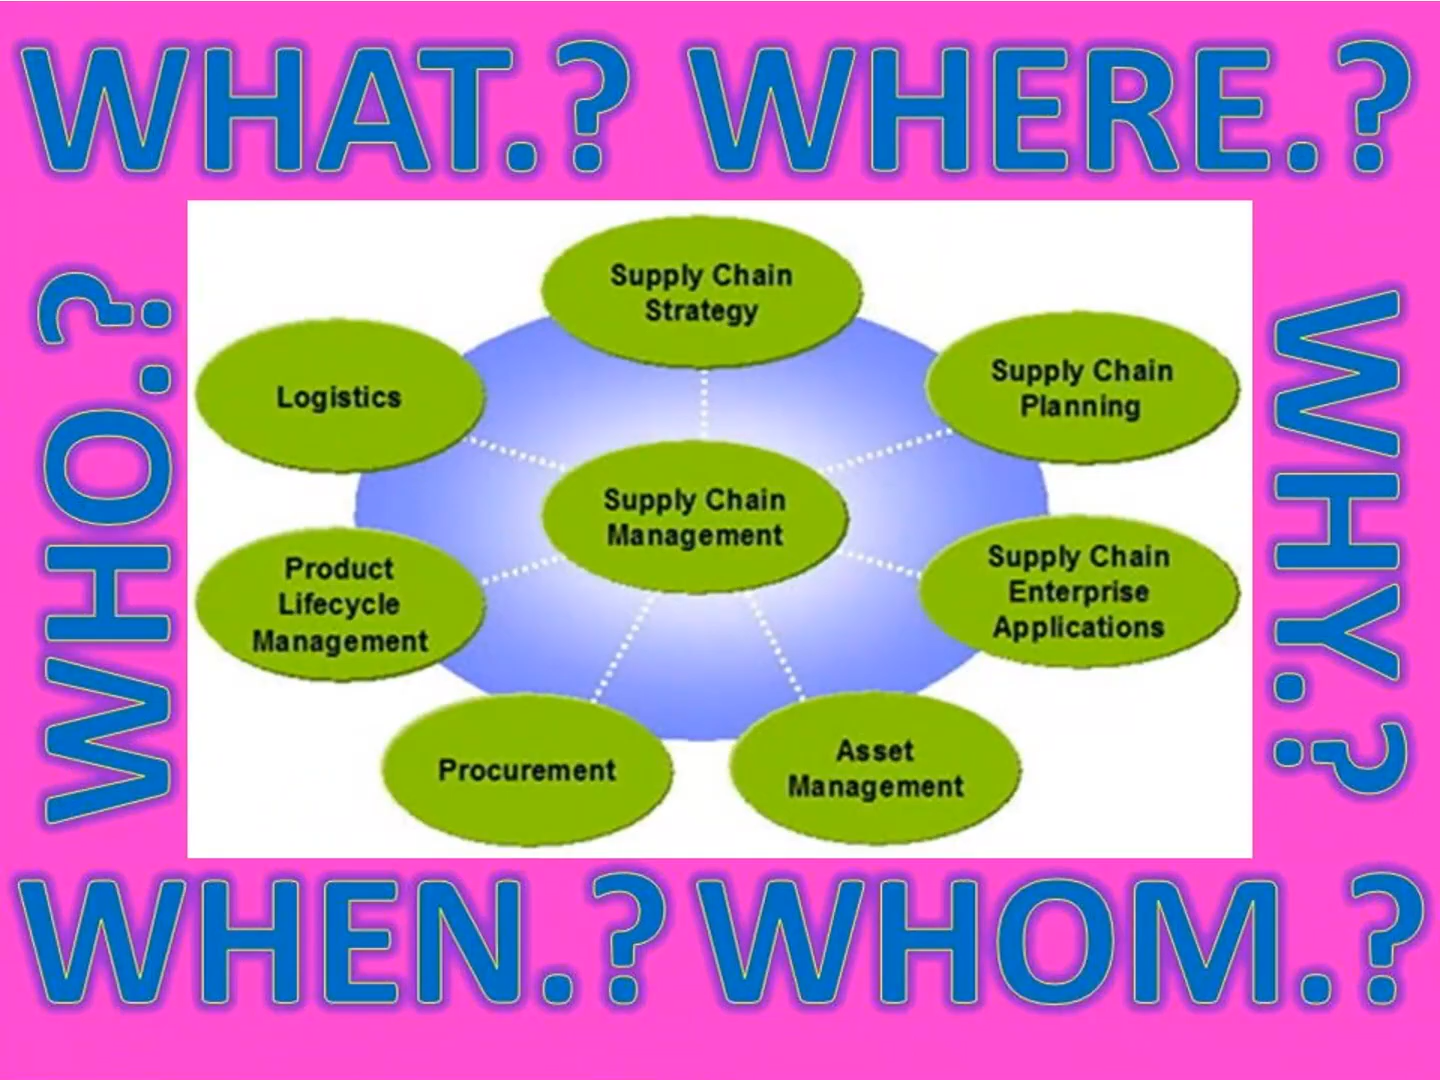 WHAT.? WHERE.?
WHO.?
WHY.?
Supply Chain
Strategy
Logistics
Supply Chain
Planning
Supply Chain
Management
Product
Lifecycle
Management
Supply Chain
Enterprise
Applications
Procurement
Asset
Management
WHEN.? WHOM.?